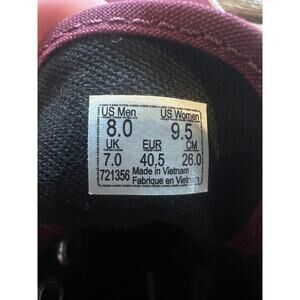 US Men US Women
8.0 9.5
UK EUR CM
7.0 40.5 26.0
721356 Made in Vietnam
Fabrique en Vietnam